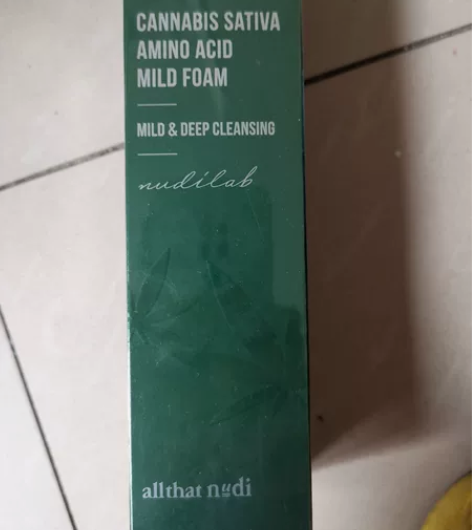 CANNABIS SATIVA
AMINO ACID
MILD FOAM
MILD & DEEP CLEANSING
nudilab
allthat nudi